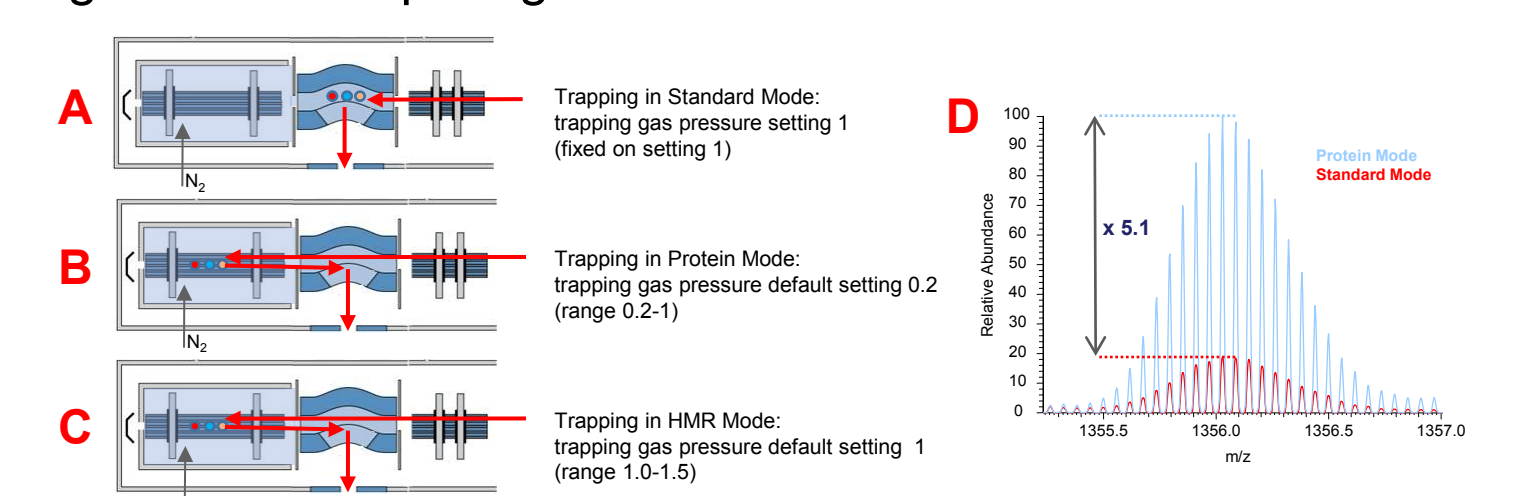 A
Trapping in Standard Mode:
trapping gas pressure setting 1
(fixed on setting 1)
N2
B
Trapping in Protein Mode:
trapping gas pressure default setting 0.2
(range 0.2-1)
N2
C
Trapping in HMR Mode:
trapping gas pressure default setting 1
(range 1.0-1.5)
D
Relative Abundance
100
90
80
70
60
50
40
30
20
10
0
x 5.1
Protein Mode
Standard Mode
1355.5
1356.0
1356.5
1357.0
m/z